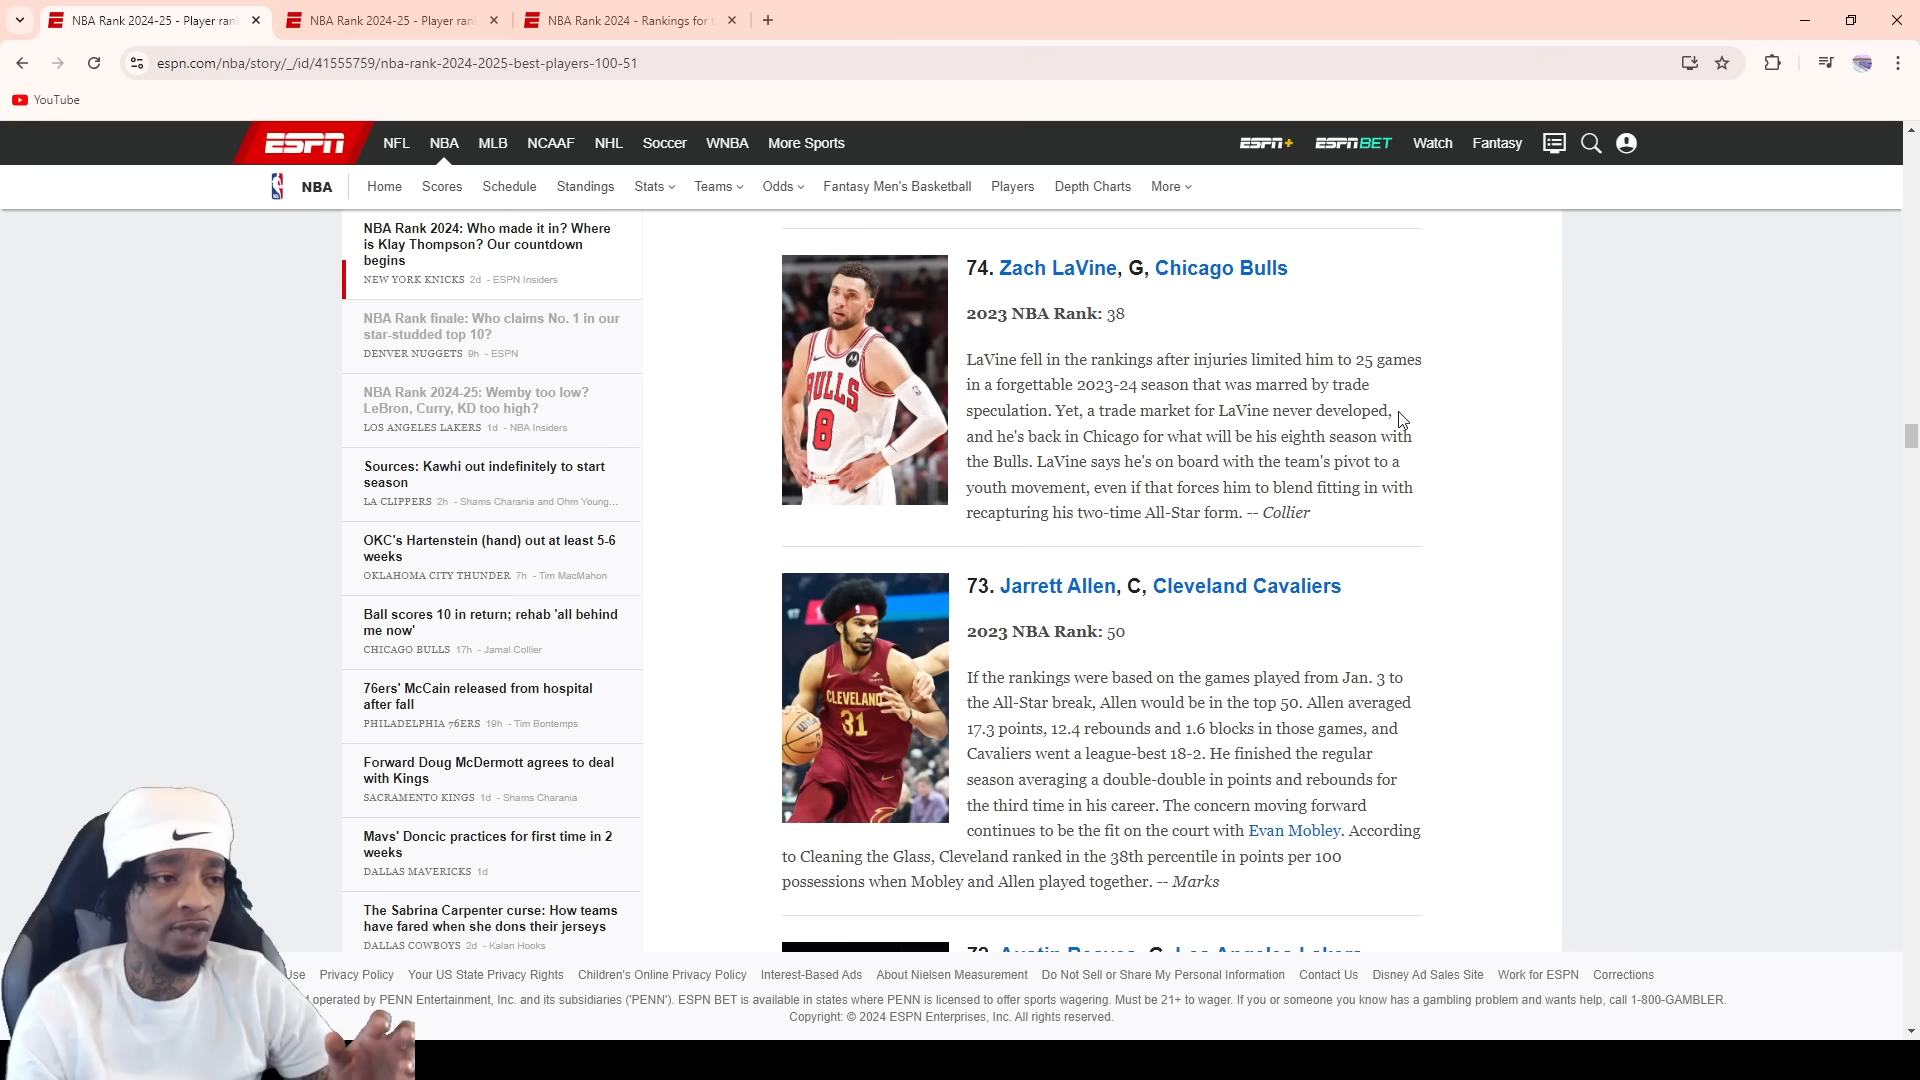 NBA Rank 2024-25 - Player ran
NBA Rank 2024-25 - Player ran
NBA Rank 2024 - Rankings for t
espn.com/nba/story/_/id/41555759/nba-rank-2024-2025-best-players-100-51
YouTube
ESPN
NFL NBA MLB NCAAF NHL Soccer WNBA More Sports
ESPN+ ESPN BET Watch Fantasy
NBA Home Scores Schedule Standings Stats Teams Odds Fantasy Men's Basketball Players Depth Charts More
NBA Rank 2024: Who made it in? Where
is Klay Thompson? Our countdown
begins
NEW YORK KNICKS 2d - ESPN Insiders
NBA Rank finale: Who claims No. 1 in our
star-studded top 10?
DENVER NUGGETS 9h - ESPN
NBA Rank 2024-25: Wemby too low?
LeBron, Curry, KD too high?
LOS ANGELES LAKERS 1d - NBA Insiders
Sources: Kawhi out indefinitely to start
season
LA CLIPPERS 2h - Shams Charania and Ohm Young...
OKC's Hartenstein (hand) out at least 5-6
weeks
OKLAHOMA CITY THUNDER 7h - Tim MacMahon
Ball scores 10 in return; rehab 'all behind
me now'
CHICAGO BULLS 17h - Jamal Collier
76ers' McCain released from hospital
after fall
PHILADELPHIA 76ERS 19h - Tim Bontemps
Forward Doug McDermott agrees to deal
with Kings
SACRAMENTO KINGS 1d - Shams Charania
Mavs' Doncic practices for first time in 2
weeks
DALLAS MAVERICKS 1d
The Sabrina Carpenter curse: How teams
have fared when she dons their jerseys
DALLAS COWBOYS 2d - Kalan Hooks
BULLS
8
74. Zach LaVine, G, Chicago Bulls
2023 NBA Rank: 38
LaVine fell in the rankings after injuries limited him to 25 games
in a forgettable 2023-24 season that was marred by trade
speculation. Yet, a trade market for LaVine never developed,
and he's back in Chicago for what will be his eighth season with
the Bulls. LaVine says he's on board with the team's pivot to a
youth movement, even if that forces him to blend fitting in with
recapturing his two-time All-Star form. -- Collier
CLEVELAND
31
73. Jarrett Allen, C, Cleveland Cavaliers
2023 NBA Rank: 50
If the rankings were based on the games played from Jan. 3 to
the All-Star break, Allen would be in the top 50. Allen averaged
17.3 points, 12.4 rebounds and 1.6 blocks in those games, and
Cavaliers went a league-best 18-2. He finished the regular
season averaging a double-double in points and rebounds for
the third time in his career. The concern moving forward
continues to be the fit on the court with Evan Mobley. According
to Cleaning the Glass, Cleveland ranked in the 38th percentile in points per 100
possessions when Mobley and Allen played together. -- Marks
72. Austin Reaves, G, Los Angeles Lakers
Use Privacy Policy Your US State Privacy Rights Children's Online Privacy Policy Interest-Based Ads About Nielsen Measurement Do Not Sell or Share My Personal Information Contact Us Disney Ad Sales Site Work for ESPN Corrections
operated by PENN Entertainment, Inc. and its subsidiaries ('PENN'). ESPN BET is available in states where PENN is licensed to offer sports wagering. Must be 21+ to wager. If you or someone you know has a gambling problem and wants help, call 1-800-GAMBLER.
Copyright: © 2024 ESPN Enterprises, Inc. All rights reserved.